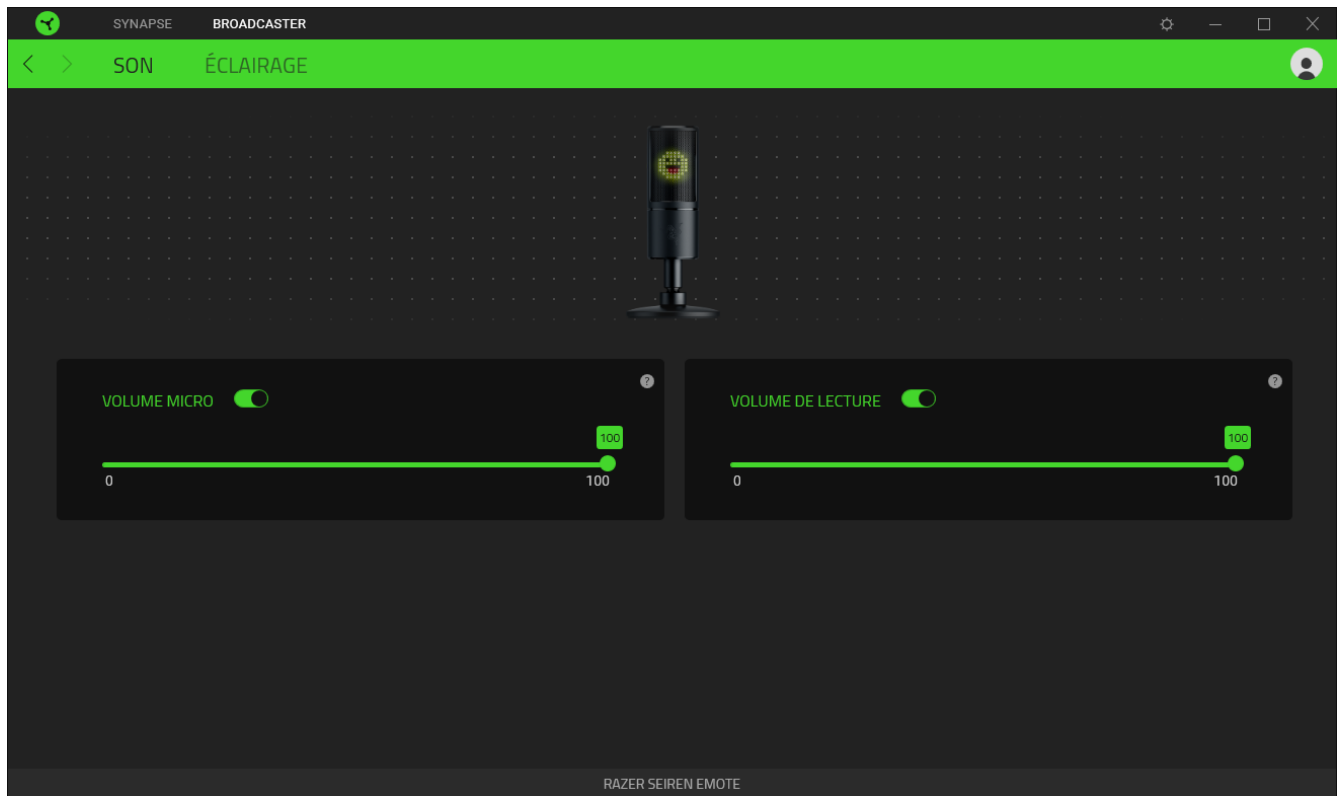 SYNAPSE BROADCASTER
SON ÉCLAIRAGE
VOLUME MICRO
?
100
0 100
VOLUME DE LECTURE
?
100
0 100
RAZER SEIREN EMOTE